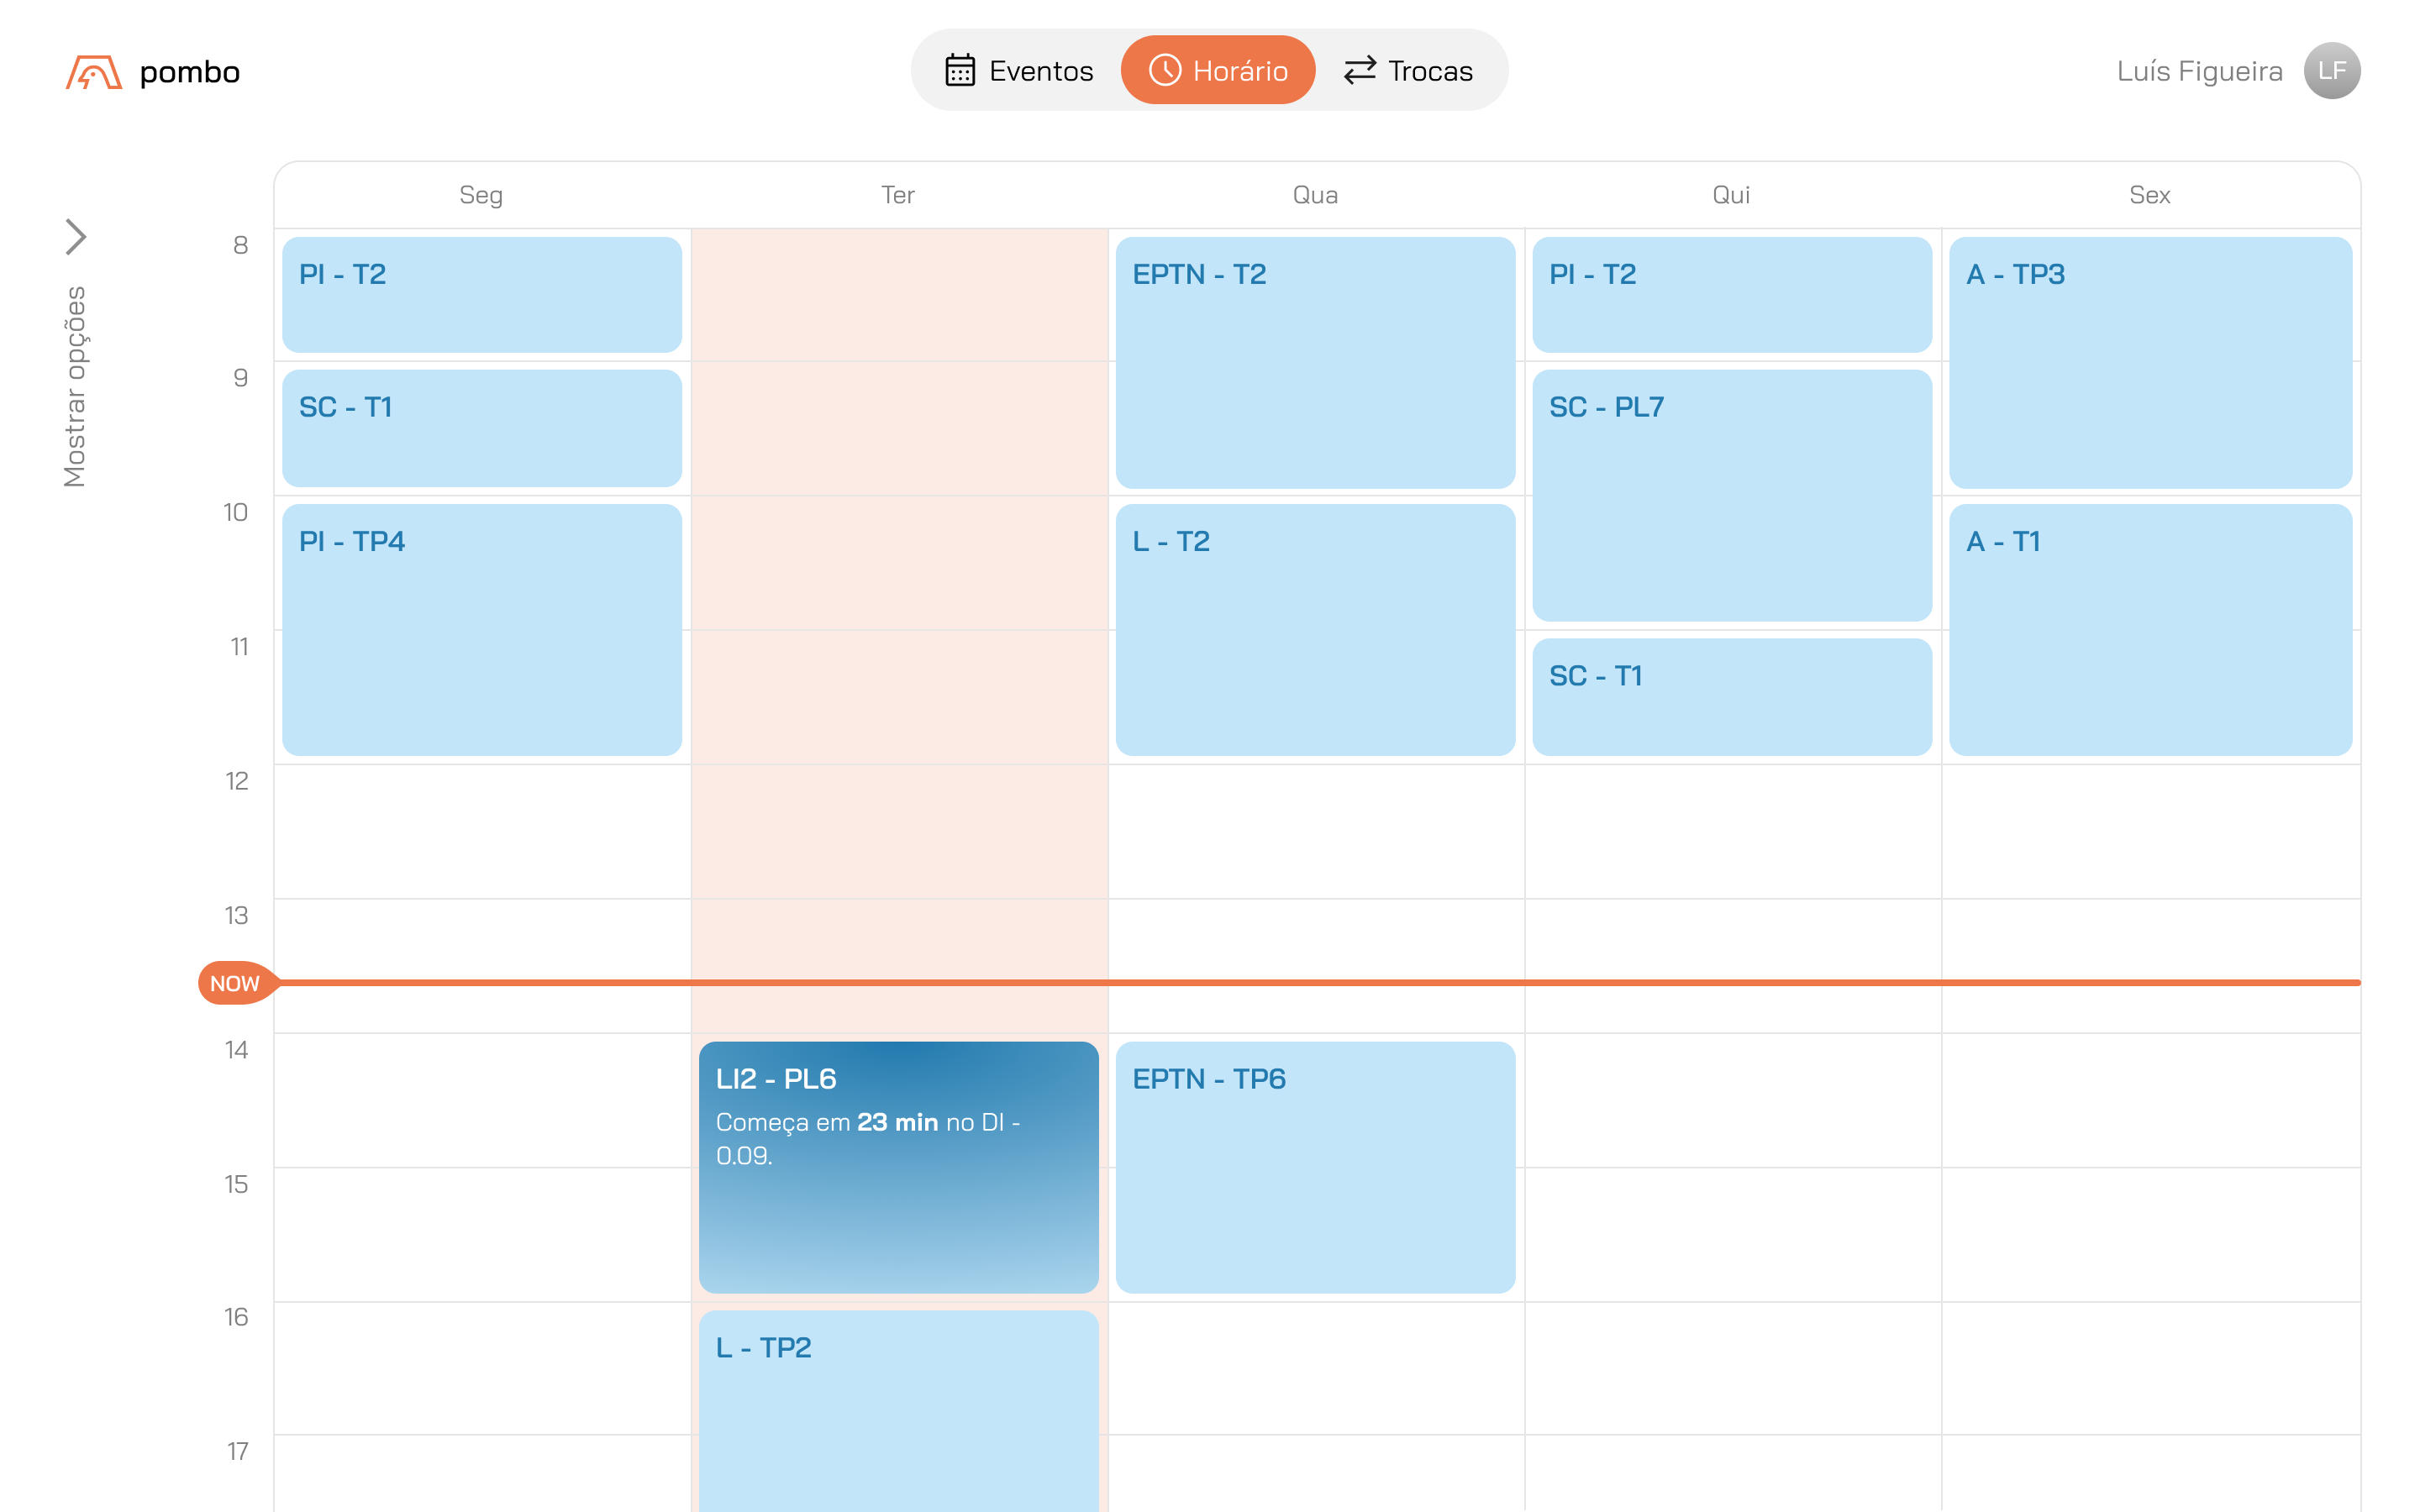 pombo
Eventos
Horário
Trocas
Luís Figueira
LF
Mostrar opções
Seg
Ter
Qua
Qui
Sex
8
PI - T2
EPTN - T2
PI - T2
A - TP3
9
SC - T1
SC - PL7
10
PI - TP4
L - T2
A - T1
11
SC - T1
12
13
NOW
14
LI2 - PL6
Começa em 23 min no DI -
0.09.
EPTN - TP6
15
16
L - TP2
17